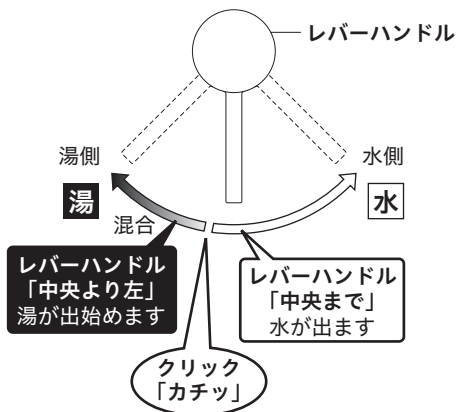 レバーハンドル
湯側
水側
湯
水
混合
レバーハンドル
「中央より左」
湯が出始めます
レバーハンドル
「中央まで」
水が出ます
クリック
「カチッ」